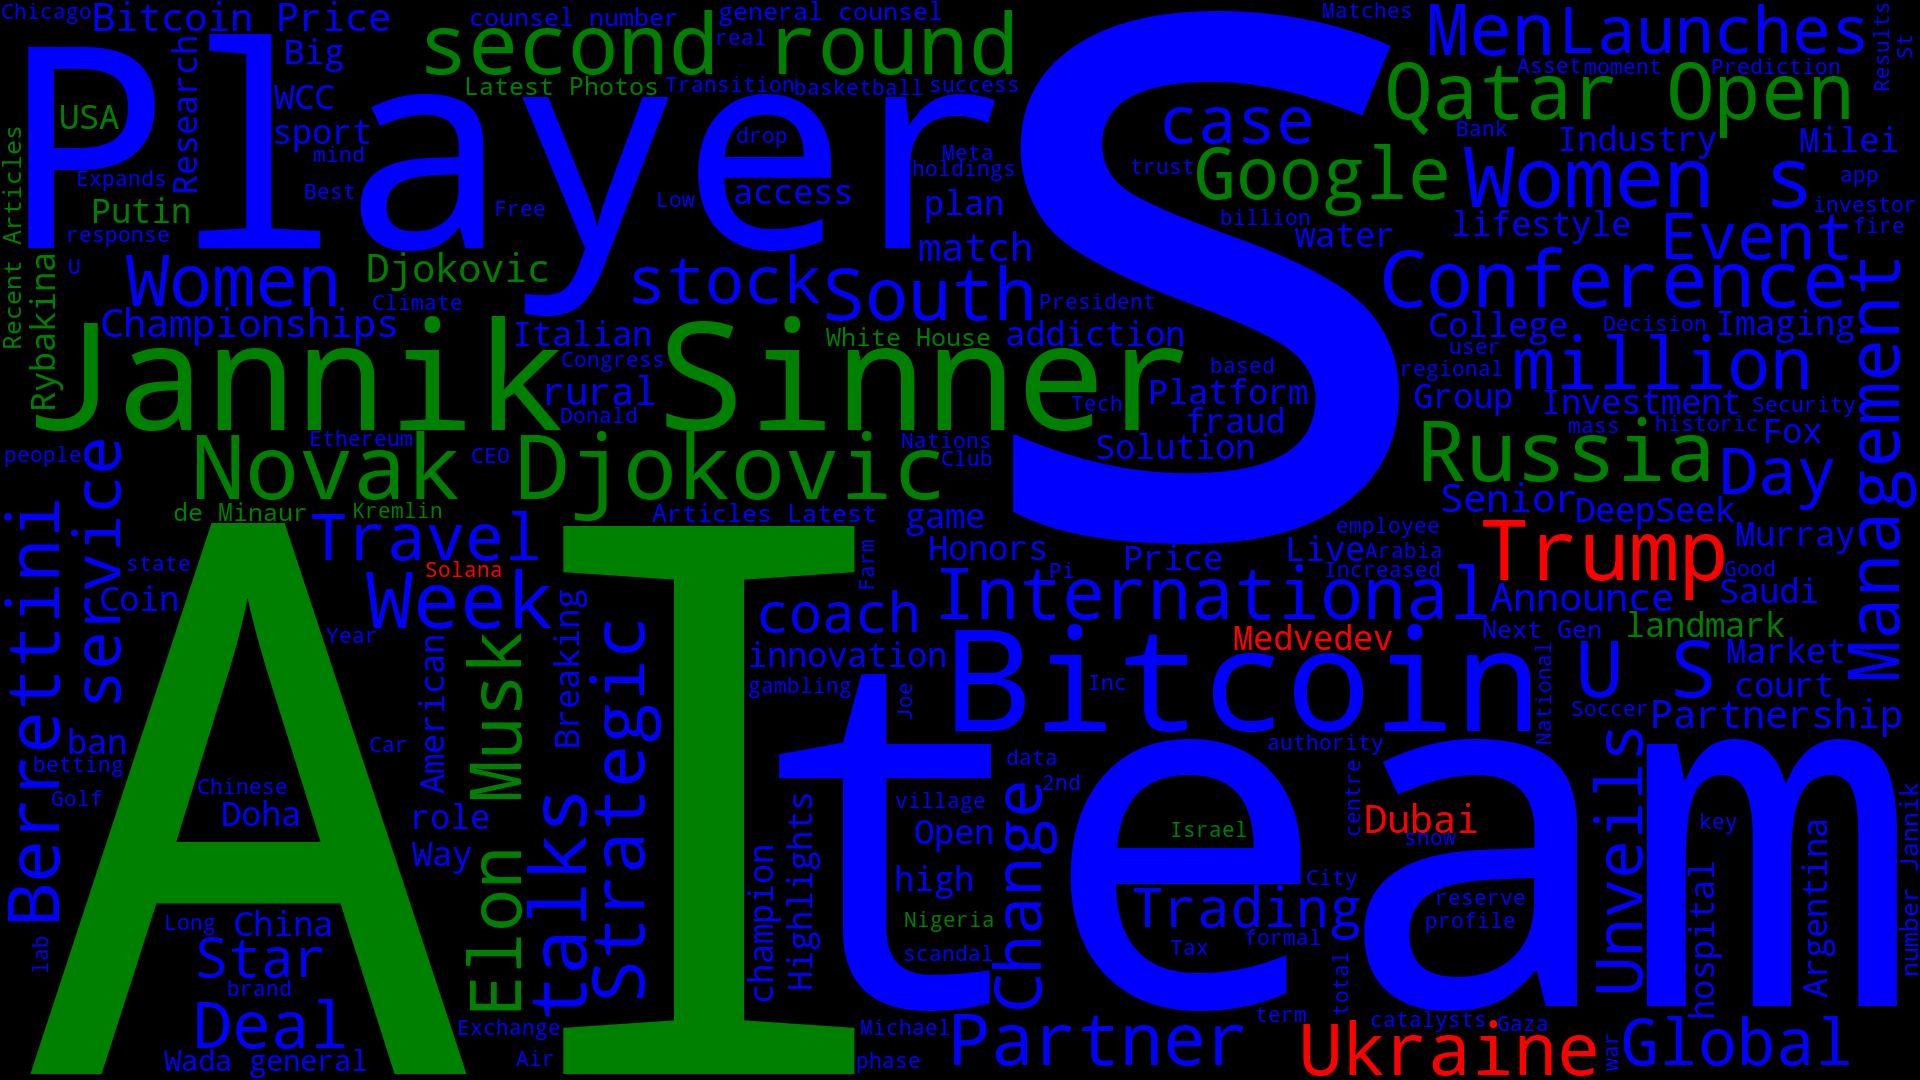 Chicago
Bitcoin Price
counsel number
general counsel
Matches
Men
Launches
Results
St
Players
second round
real
Big
Research
Latest Photos
Transition
basketball
success
Asset
moment
Prediction
Qatar Open
USA
WCC
sport
mind
drop
case
Bank
Industry
Milei
Recent Articles
Expands
Best
Free
Low
access
Meta
holdings
plan
trust
Google
Women s
app
Putin
response
billion
water
lifestyle
investor
fire
Event
match
U
Women
Djokovic
Climate
stock
South
President
Conference
Rybakina
Championships
Italian
White House
addiction
College
Decision
Imaging
Management
Jannik Sinner
Congress
rural
Donald
Tech
based
Platform
fraud
Solution
user
regional
million
Group
Investment
Security
mass
historic
Fox
people
Ethereum
CEO
Nations
Club
Novak Djokovic
Russia
Day
service
Berrettini
de Minaur
Kremlin
Articles Latest
game
Senior
DeepSeek
Travel
AI
Farm
Honors
Price
employee
Live
Arabia
Increased
Trump
Murray
Good
state
Solana
Week
Coin
Year
Breaking
coach
Pi
International
Announce
Saudi
American
Elon Musk
Strategic
innovation
Medvedev
Next Gen
landmark
gambling
Joe
Bitcoin
Inc
National
U S
Market
court
Soccer
Partnership
ban
betting
Golf
Car
team
authority
data
2nd
Unveils
Chinese
Doha
role
Way
talks
champion
Highlights
village
Open
Change
centre
Israel
Dubai
show
key
Argentina
number Jannik
high
City
Trading
reserve
profile
hospital
Long
China
Nigeria
lab
Star
scandal
Tax
formal
total
brand
Deal
Exchange
Michael
Partner
term
catalysts
Gaza
Ukraine
war
Global
Wada general
Air
phase